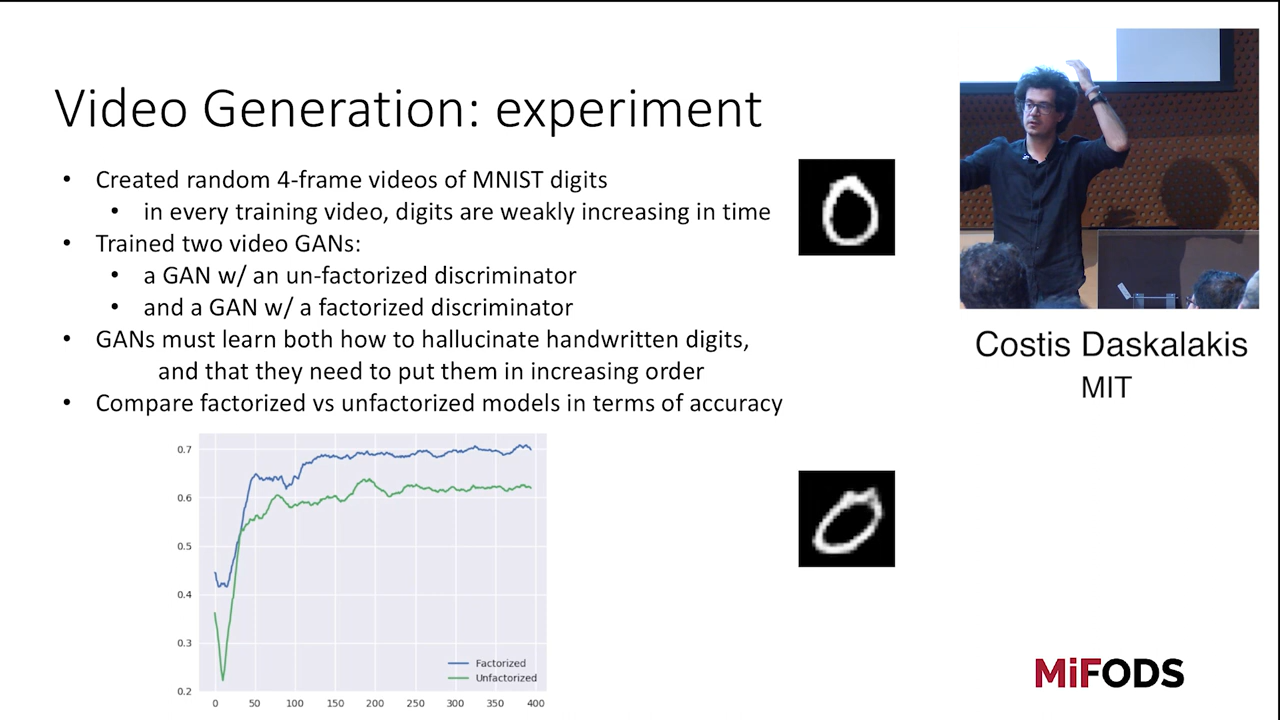 Video Generation: experiment
• Created random 4-frame videos of MNIST digits
• in every training video, digits are weakly increasing in time
• Trained two video GANs:
• a GAN w/ an un-factorized discriminator
• and a GAN w/ a factorized discriminator
• GANs must learn both how to hallucinate handwritten digits,
and that they need to put them in increasing order
• Compare factorized vs unfactorized models in terms of accuracy
0.7
0.6
0.5
0.4
0.3
0.2
0 50 100 150 200 250 300 350 400
Factorized
Unfactorized
0
0
Costis Daskalakis
MIT
MiFODS